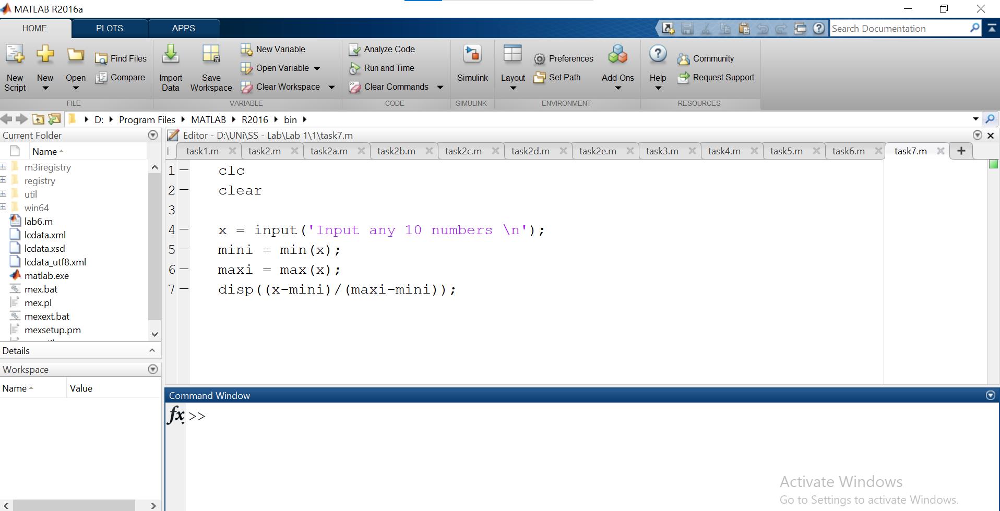 MATLAB R2016a
HOME PLOTS APPS
Search Documentation
New Script
New
Open
Find Files
Compare
FILE
Import Data
Save Workspace
New Variable
Open Variable
Clear Workspace
VARIABLE
Analyze Code
Run and Time
Clear Commands
CODE
Simulink
SIMULINK
Layout
Preferences
Set Path
Add-Ons
ENVIRONMENT
Help
Community
Request Support
RESOURCES
D: Program Files MATLAB R2016 bin
Current Folder
Name
m3iregistry
registry
util
win64
lab6.m
lcdata.xml
lcdata.xsd
lcdata_utf8.xml
matlab.exe
mex.bat
mex.pl
mexext.bat
mexsetup.pm
Details
Workspace
Name Value
Editor - D:\UNi\SS - Lab\Lab 1\1\task7.m
task1.m task2.m task2a.m task2b.m task2c.m task2d.m task2e.m task3.m task4.m task5.m task6.m task7.m +
1 clc
2 clear
3
4 x = input('Input any 10 numbers \n');
5 mini = min(x);
6 maxi = max(x);
7 disp((x-mini)/(maxi-mini));
Command Window
fx >>
Activate Windows
Go to Settings to activate Windows.